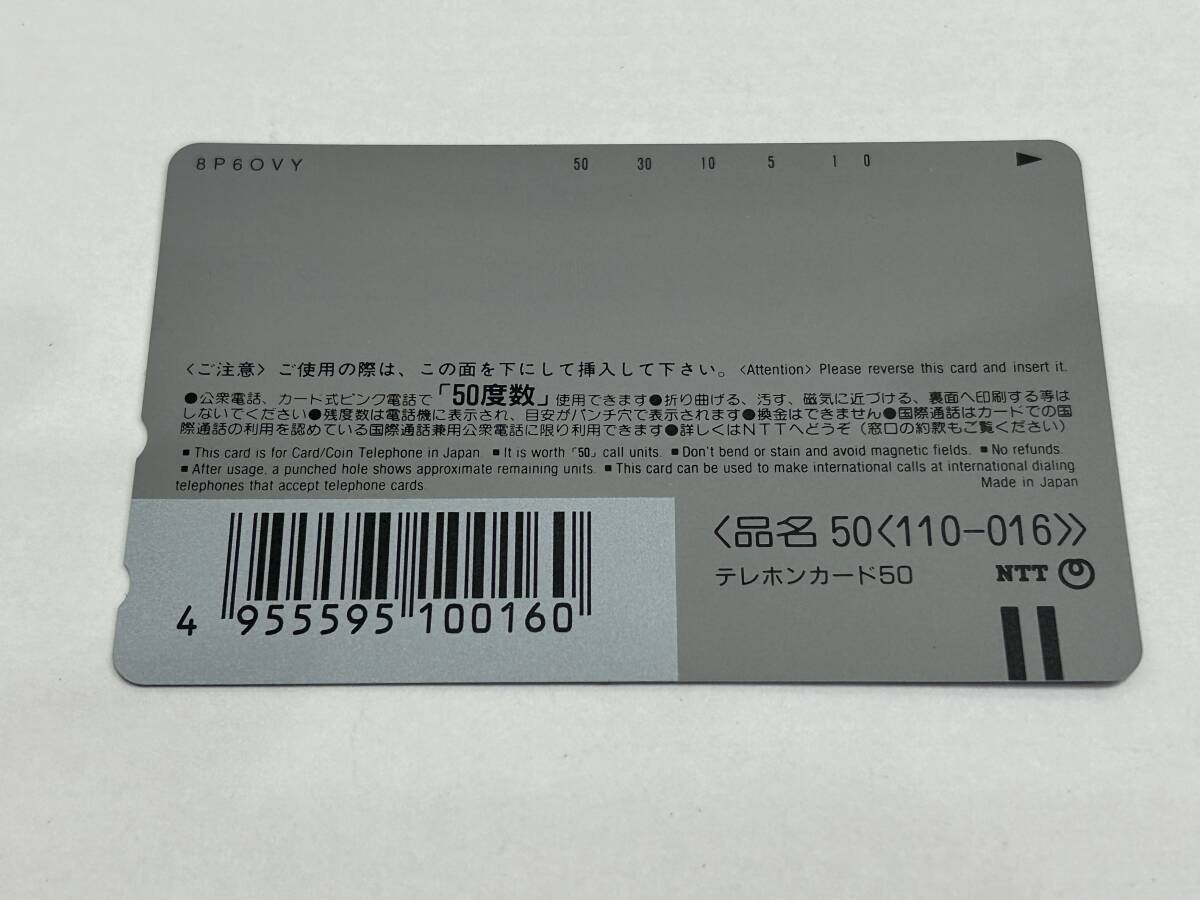 8P60VY 50 30 10 5 1 0
〈ご注意〉ご使用の際は、この面を下にして挿入して下さい。〈Attention〉Please reverse this card and insert it.
●公衆電話、カード式ピンク電話で「50度数」使用できます●折り曲げる、汚す、磁気に近づける、裏面へ印刷する等は
しないでください●残度数は電話機に表示され、目安がパンチ穴で表示されます●換金はできません●国際通話はカードでの国
際通話の利用を認めている国際通話兼用公衆電話に限り利用できます●詳しくはNTTへどうぞ（窓口の約款もご覧ください）
■ This card is for Card/Coin Telephone in Japan. ■ It is worth「50」call units. ■ Don't bend or stain and avoid magnetic fields. ■ No refunds.
■ After usage, a punched hole shows approximate remaining units. ■ This card can be used to make international calls at international dialing
telephones that accept telephone cards.
Made in Japan
〈品名 50〈110-016〉〉
テレホンカード50 NTT
4 955595 100160